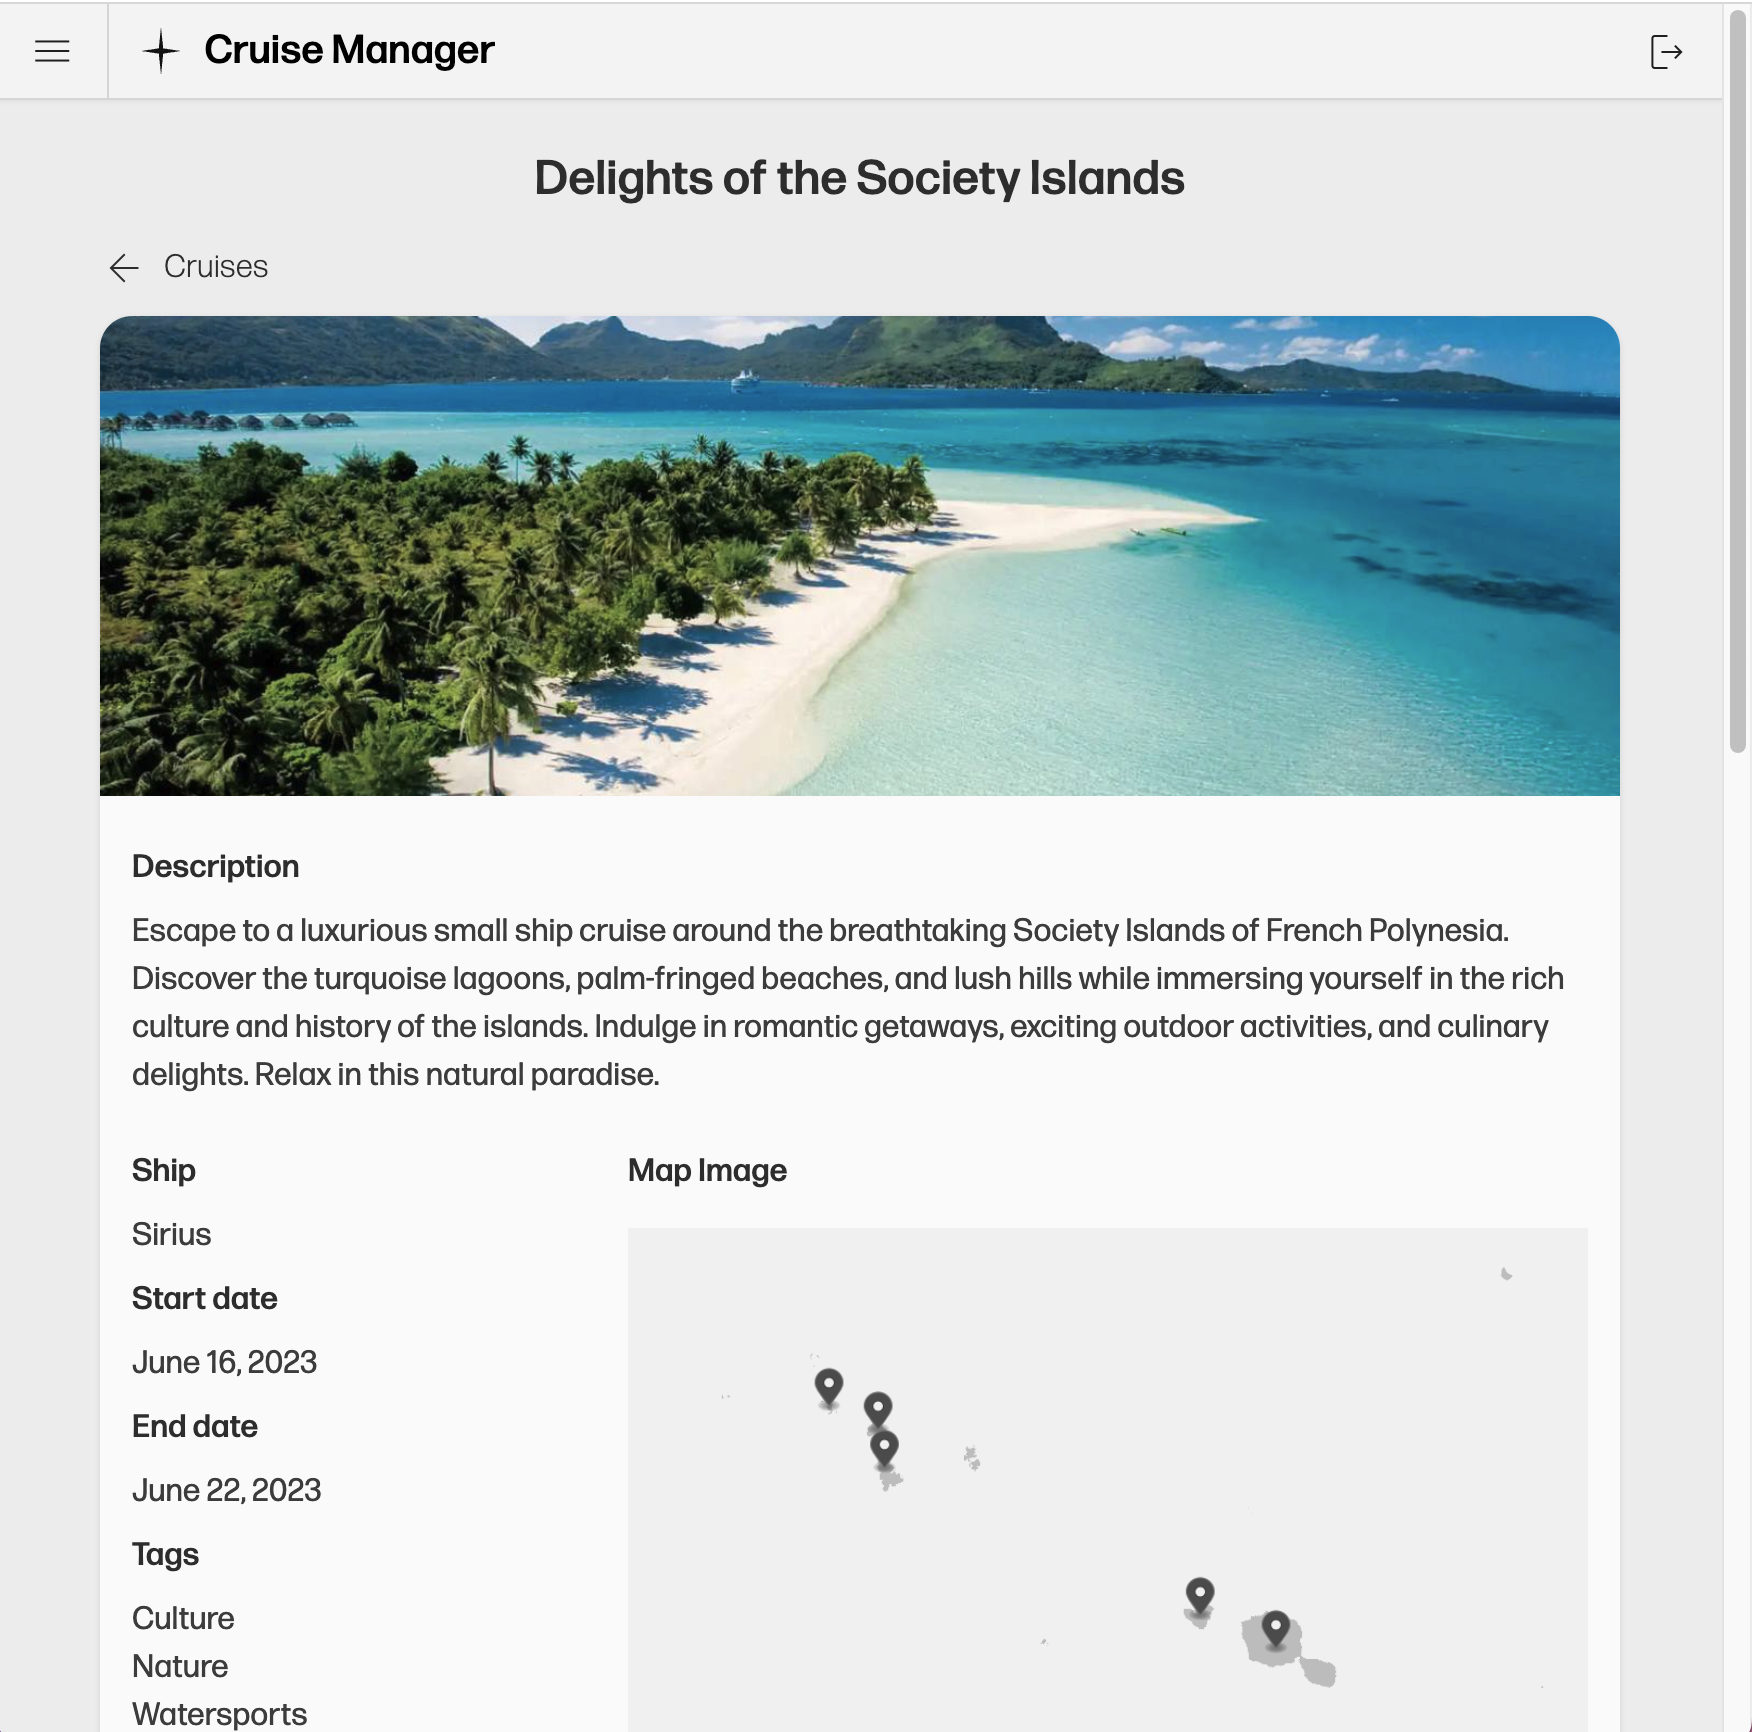 Cruise Manager
Delights of the Society Islands
Cruises
Description
Escape to a luxurious small ship cruise around the breathtaking Society Islands of French Polynesia.
Discover the turquoise lagoons, palm-fringed beaches, and lush hills while immersing yourself in the rich
culture and history of the islands. Indulge in romantic getaways, exciting outdoor activities, and culinary
delights. Relax in this natural paradise.
Ship
Sirius
Start date
June 16, 2023
End date
June 22, 2023
Tags
Culture
Nature
Watersports
Map Image